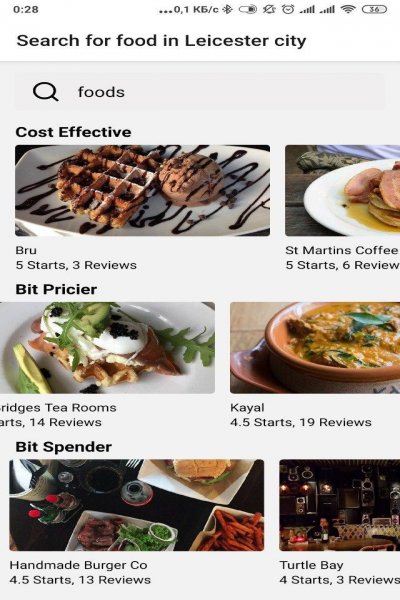 0:28
...0,1 КБ/с
36
Search for food in Leicester city
foods
Cost Effective
Bru
5 Starts, 3 Reviews
St Martins Coffee
5 Starts, 6 Review
Bit Pricier
ridges Tea Rooms
arts, 14 Reviews
Kayal
4.5 Starts, 19 Reviews
Bit Spender
Handmade Burger Co
4.5 Starts, 13 Reviews
Turtle Bay
4 Starts, 3 Reviews